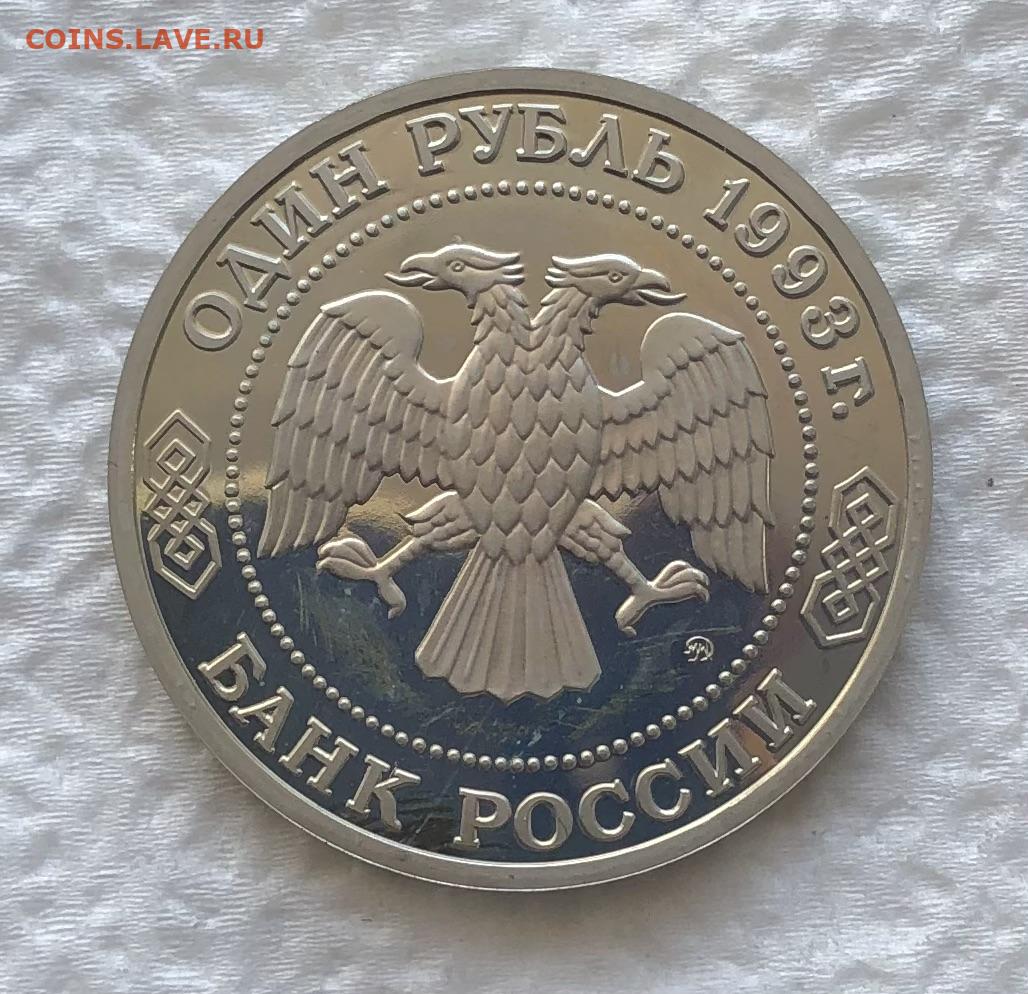 COINS.LAVE.RU
ОДИН РУБЛЬ 1993 г.
БАНК РОССИИ